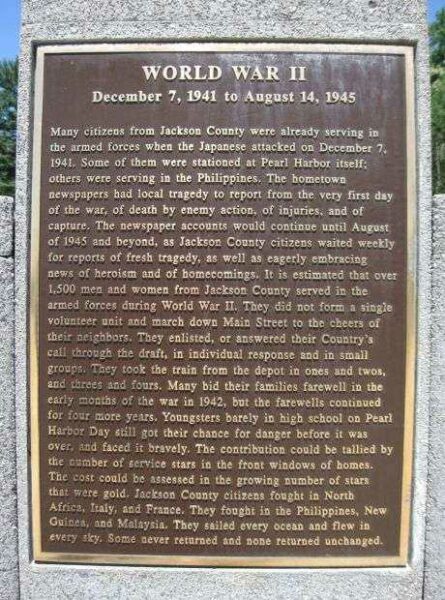 WORLD WAR II
December 7, 1941 to August 14, 1945
Many citizens from Jackson County were already serving in
the armed forces when the Japanese attacked on December 7,
1941. Some of them were stationed at Pearl Harbor itself;
others were serving in the Philippines. The hometown
newspapers had local tragedy to report from the very first day
of the war, of death by enemy action, of injuries, and of
capture. The newspaper accounts would continue until August
of 1945 and beyond, as Jackson County citizens waited weekly
for reports of fresh tragedy, as well as eagerly embracing
news of heroism and of homecomings. It is estimated that over
1,500 men and women from Jackson County served in the
armed forces during World War II. They did not form a single
volunteer unit and march down Main Street to the cheers of
their neighbors. They enlisted, or answered their Country's
call through the draft, in individual response and in small
groups. They took the train from the depot in ones and twos,
and threes and fours. Many bid their families farewell in the
early months of the war in 1942, but the farewells continued
for four more years. Youngsters barely in high school on Pearl
Harbor Day still got their chance for danger before it was
over, and faced it bravely. The contribution could be tallied by
the number of service stars in the front windows of homes.
The cost could be assessed in the growing number of stars
that were gold. Jackson County citizens fought in North
Africa, Italy, and France. They fought in the Philippines, New
Guinea, and Malaysia. They sailed every ocean and flew in
every sky. Some never returned and none returned unchanged.